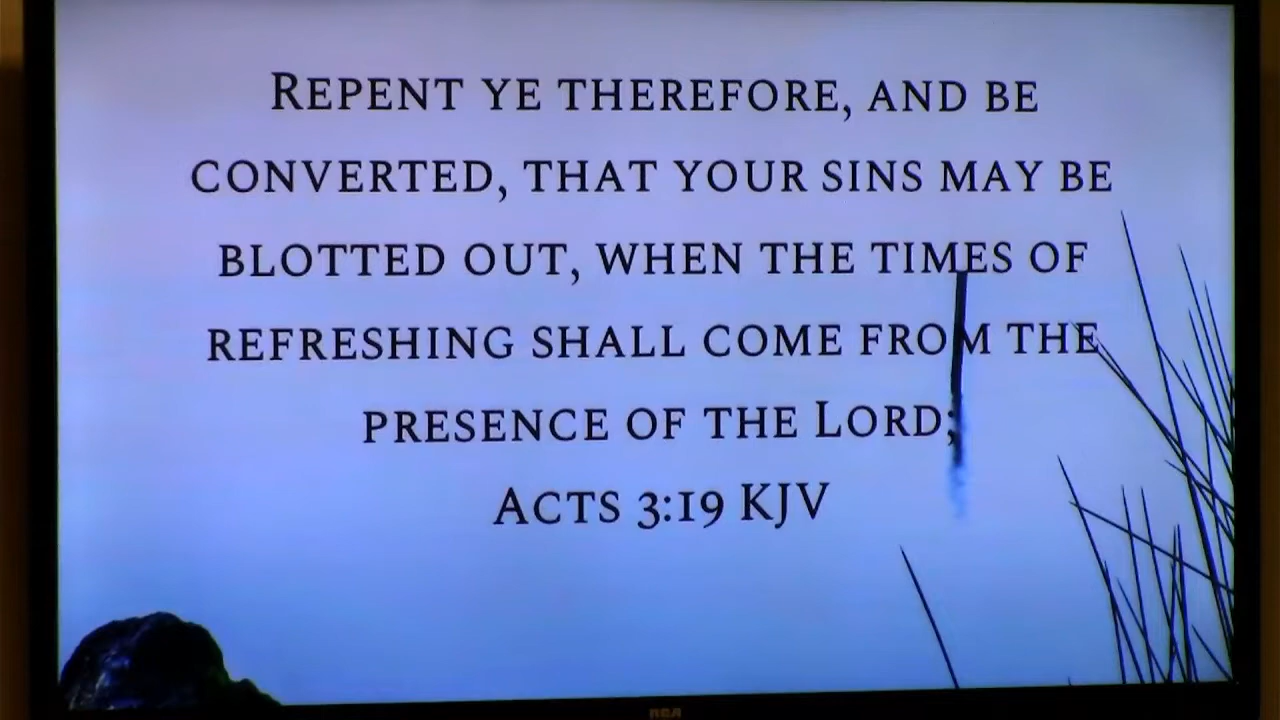 Repent ye therefore, and be
converted, that your sins may be
blotted out, when the times of
refreshing shall come from the
presence of the Lord;
Acts 3:19 KJV
RCA